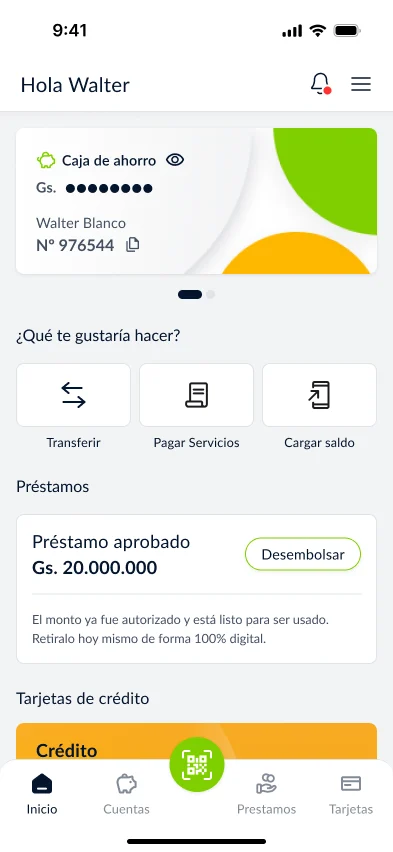 9:41
Hola Walter
Caja de ahorro
Gs. ●●●●●●●●
Walter Blanco
Nº 976544
¿Qué te gustaría hacer?
Transferir
Pagar Servicios
Cargar saldo
Préstamos
Préstamo aprobado
Gs. 20.000.000
Desembolsar
El monto ya fue autorizado y está listo para ser usado.
Retiralo hoy mismo de forma 100% digital.
Tarjetas de crédito
Crédito
Inicio
Cuentas
Prestamos
Tarjetas